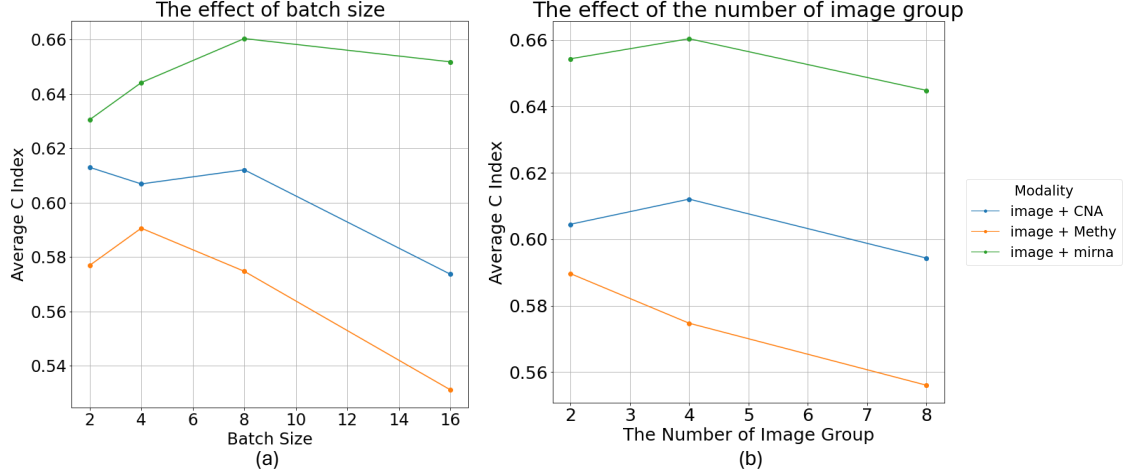 The effect of batch size
0.66
0.64
0.62
0.60
0.58
0.56
0.54
Average C Index
2 4 6 8 10 12 14 16
Batch Size
(a)
The effect of the number of image group
0.66
0.64
0.62
0.60
0.58
0.56
Average C Index
2 3 4 5 6 7 8
The Number of Image Group
(b)
Modality
image + CNA
image + Methy
image + mirna